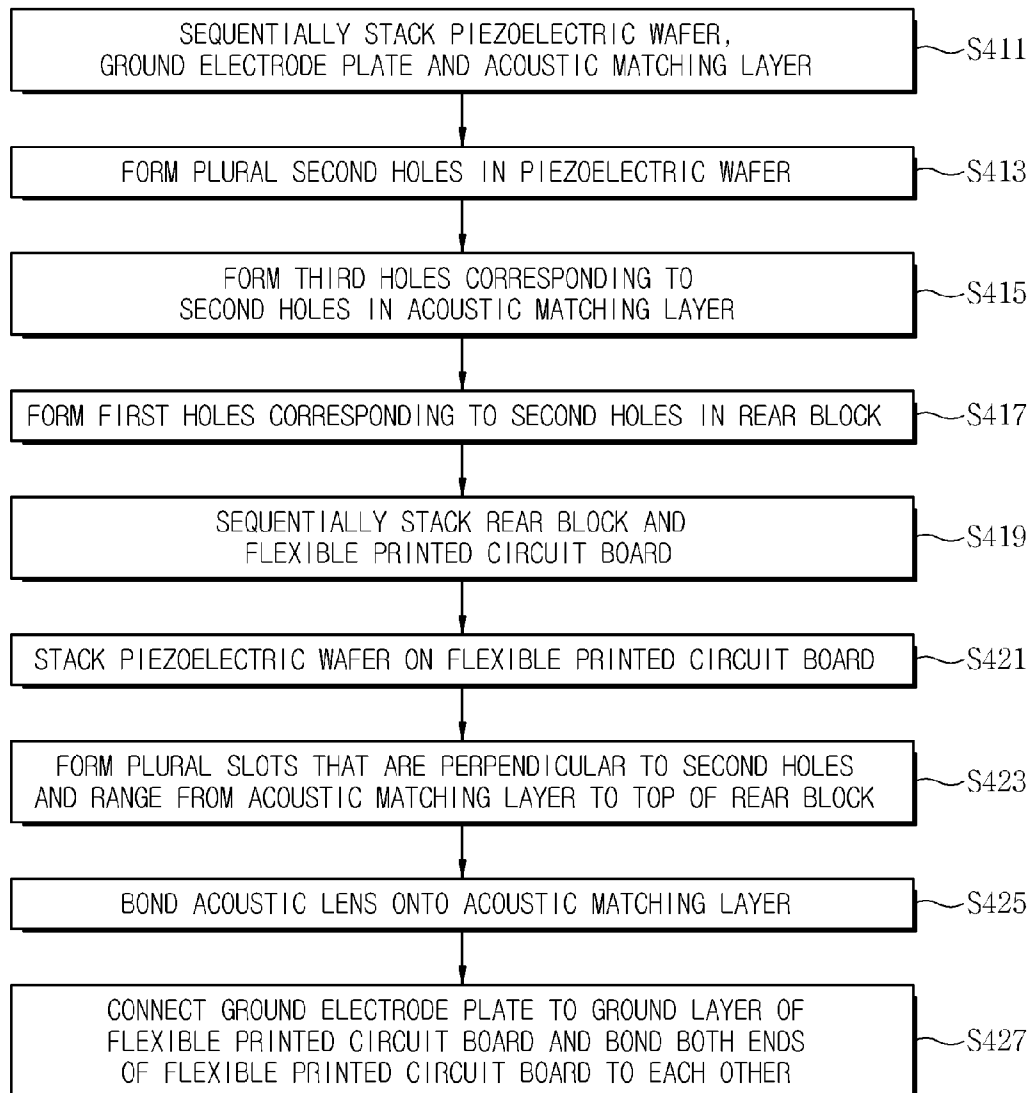 SEQUENTIALLY STACK PIEZOELECTRIC WAFER,
GROUND ELECTRODE PLATE AND ACOUSTIC MATCHING LAYER
S411
FORM PLURAL SECOND HOLES IN PIEZOELECTRIC WAFER
S413
FORM THIRD HOLES CORRESPONDING TO
SECOND HOLES IN ACOUSTIC MATCHING LAYER
S415
FORM FIRST HOLES CORRESPONDING TO SECOND HOLES IN REAR BLOCK
S417
SEQUENTIALLY STACK REAR BLOCK AND
FLEXIBLE PRINTED CIRCUIT BOARD
S419
STACK PIEZOELECTRIC WAFER ON FLEXIBLE PRINTED CIRCUIT BOARD
S421
FORM PLURAL SLOTS THAT ARE PERPENDICULAR TO SECOND HOLES
AND RANGE FROM ACOUSTIC MATCHING LAYER TO TOP OF REAR BLOCK
S423
BOND ACOUSTIC LENS ONTO ACOUSTIC MATCHING LAYER
S425
CONNECT GROUND ELECTRODE PLATE TO GROUND LAYER OF
FLEXIBLE PRINTED CIRCUIT BOARD AND BOND BOTH ENDS
OF FLEXIBLE PRINTED CIRCUIT BOARD TO EACH OTHER
S427